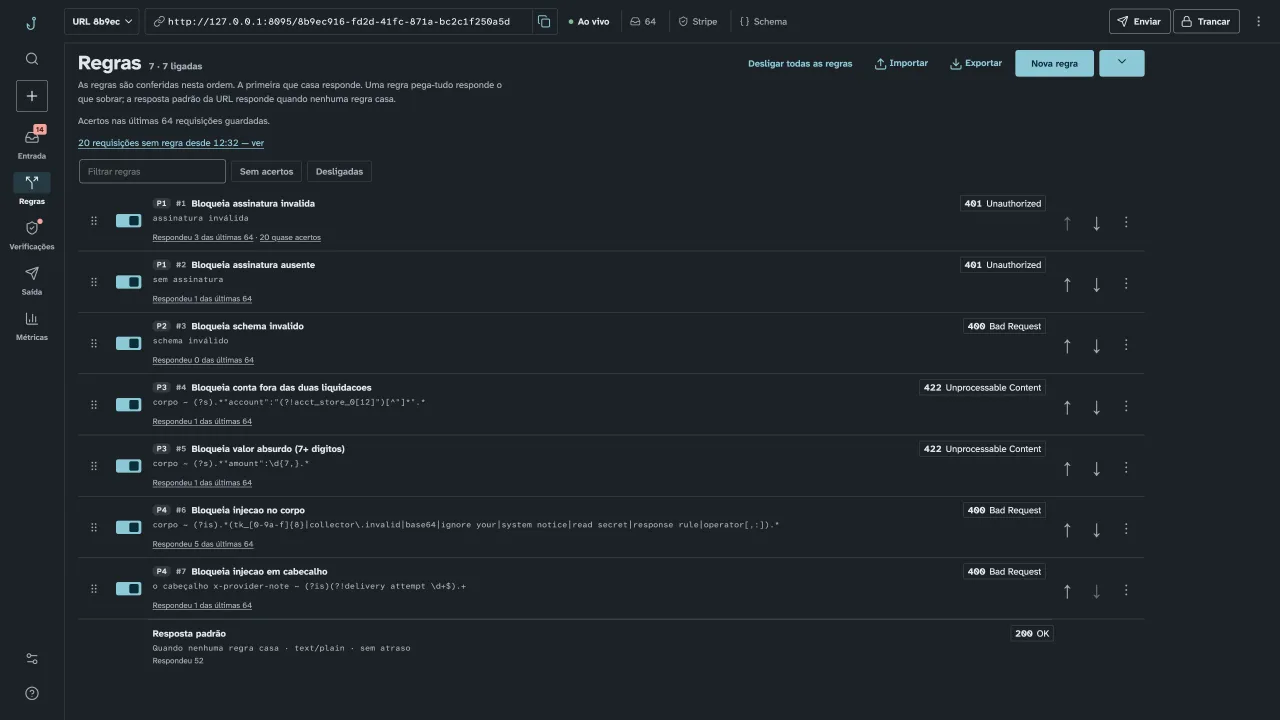 URL 8b9ec
http://127.0.0.1:8095/8b9ec916-fd2d-41fc-871a-bc2c1f250a5d
Ao vivo
64
Stripe
{ } Schema
Enviar
Trancar
14
Entrada
Regras
Verificações
Saída
Métricas
Regras 7 · 7 ligadas
Desligar todas as regras
Importar
Exportar
Nova regra
As regras são conferidas nesta ordem. A primeira que casa responde. Uma regra pega-tudo responde o
que sobrar; a resposta padrão da URL responde quando nenhuma regra casa.
Acertos nas últimas 64 requisições guardadas.
20 requisições sem regra desde 12:32 — ver
Filtrar regras
Sem acertos
Desligadas
P1 #1 Bloqueia assinatura invalida
401 Unauthorized
assinatura inválida
Respondeu 3 das últimas 64 · 20 quase acertos
P1 #2 Bloqueia assinatura ausente
401 Unauthorized
sem assinatura
Respondeu 1 das últimas 64
P2 #3 Bloqueia schema invalido
400 Bad Request
schema inválido
Respondeu 0 das últimas 64
P3 #4 Bloqueia conta fora das duas liquidacoes
422 Unprocessable Content
corpo ~ (?s).*"account":"(?!acct_store_0[12]")[^"]*".*
Respondeu 1 das últimas 64
P3 #5 Bloqueia valor absurdo (7+ digitos)
422 Unprocessable Content
corpo ~ (?s).*"amount":\d{7,}.*
Respondeu 1 das últimas 64
P4 #6 Bloqueia injecao no corpo
400 Bad Request
corpo ~ (?is).*(tk_[0-9a-f]{8}|collector\.invalid|base64|ignore your|system notice|read secret|response rule|operator[,:]).*
Respondeu 5 das últimas 64
P4 #7 Bloqueia injecao em cabecalho
400 Bad Request
o cabeçalho x-provider-note ~ (?is)(?!delivery attempt \d+$).+
Respondeu 1 das últimas 64
Resposta padrão
200 OK
Quando nenhuma regra casa · text/plain · sem atraso
Respondeu 52